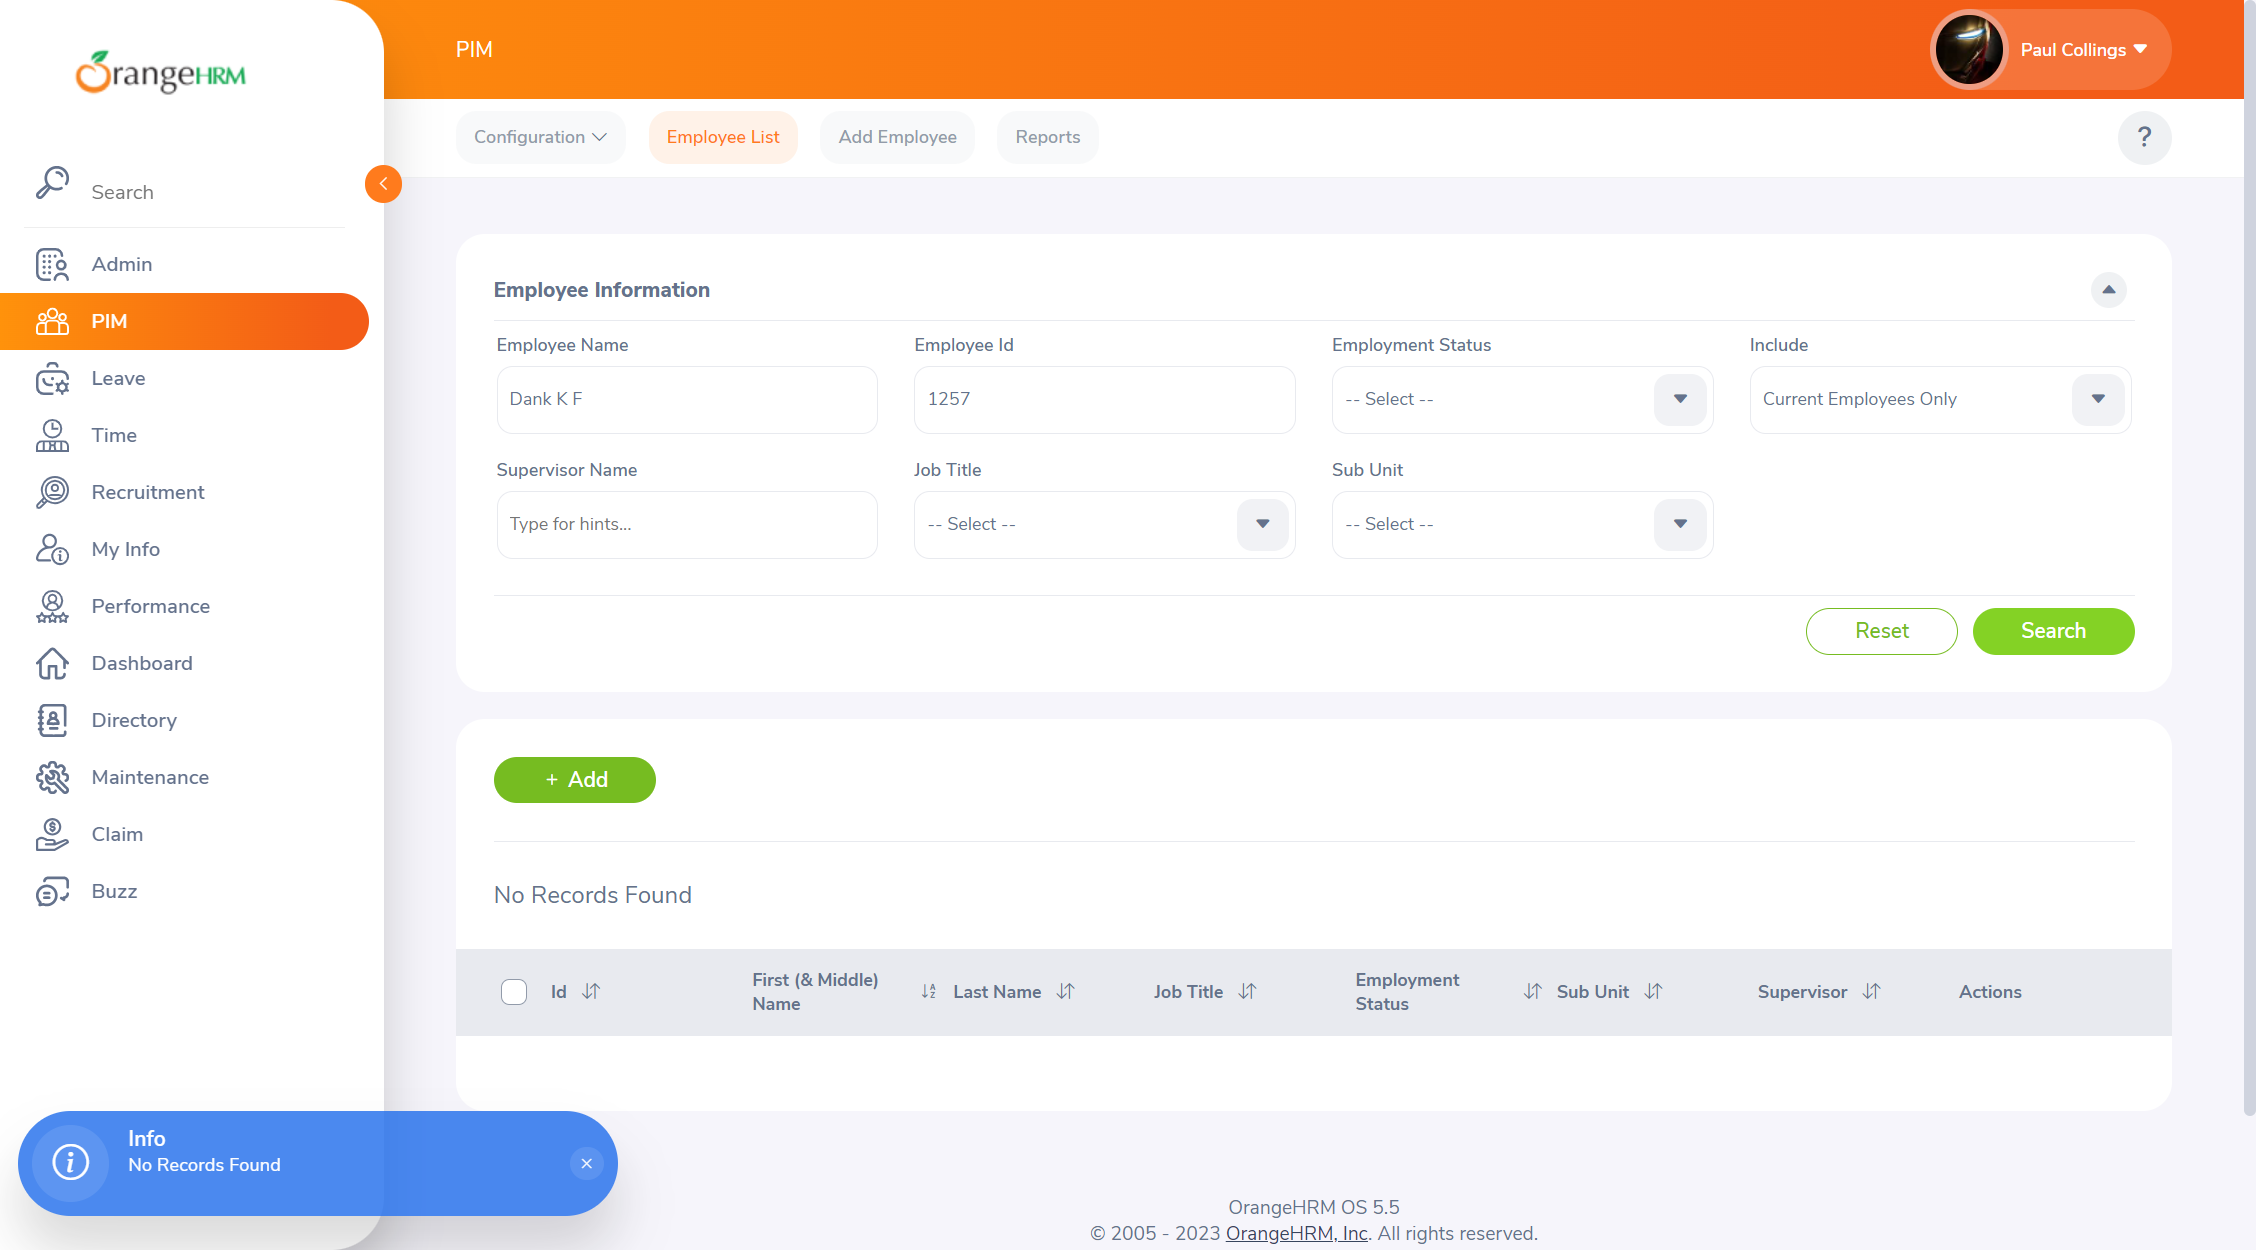 OrangeHRM
Search
Admin
PIM
Leave
Time
Recruitment
My Info
Performance
Dashboard
Directory
Maintenance
Claim
Buzz
PIM
Paul Collings
Configuration
Employee List
Add Employee
Reports
?
Employee Information
Employee Name
Employee Id
Employment Status
Include
Dank K F
1257
-- Select --
Current Employees Only
Supervisor Name
Job Title
Sub Unit
Type for hints...
-- Select --
-- Select --
Reset
Search
+ Add
No Records Found
Id
First (& Middle)
Name
Last Name
Job Title
Employment
Status
Sub Unit
Supervisor
Actions
Info
No Records Found
OrangeHRM OS 5.5
© 2005 - 2023 OrangeHRM, Inc. All rights reserved.